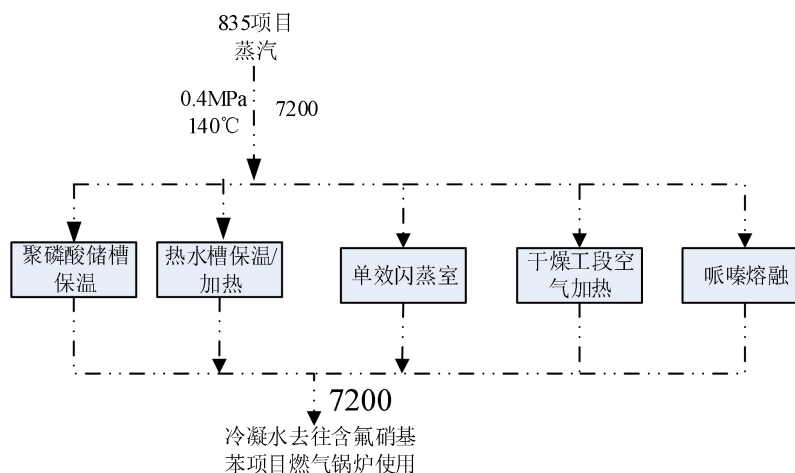 835项目
蒸汽
0.4MPa
140℃
7200
聚磷酸储槽
保温
热水槽保温/
加热
单效闪蒸室
干燥工段空
气加热
哌嗪熔融
7200
冷凝水去往含氟硝基
苯项目燃气锅炉使用